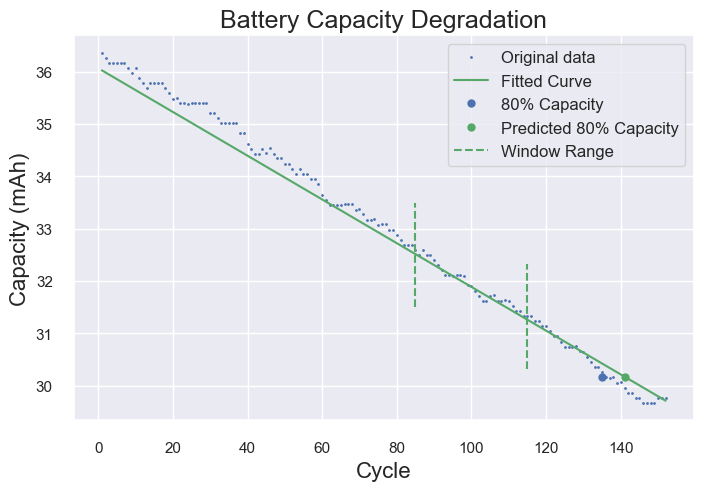 Battery Capacity Degradation
Original data
Fitted Curve
80% Capacity
Predicted 80% Capacity
Window Range
Capacity (mAh)
36
35
34
33
32
31
30
0 20 40 60 80 100 120 140
Cycle